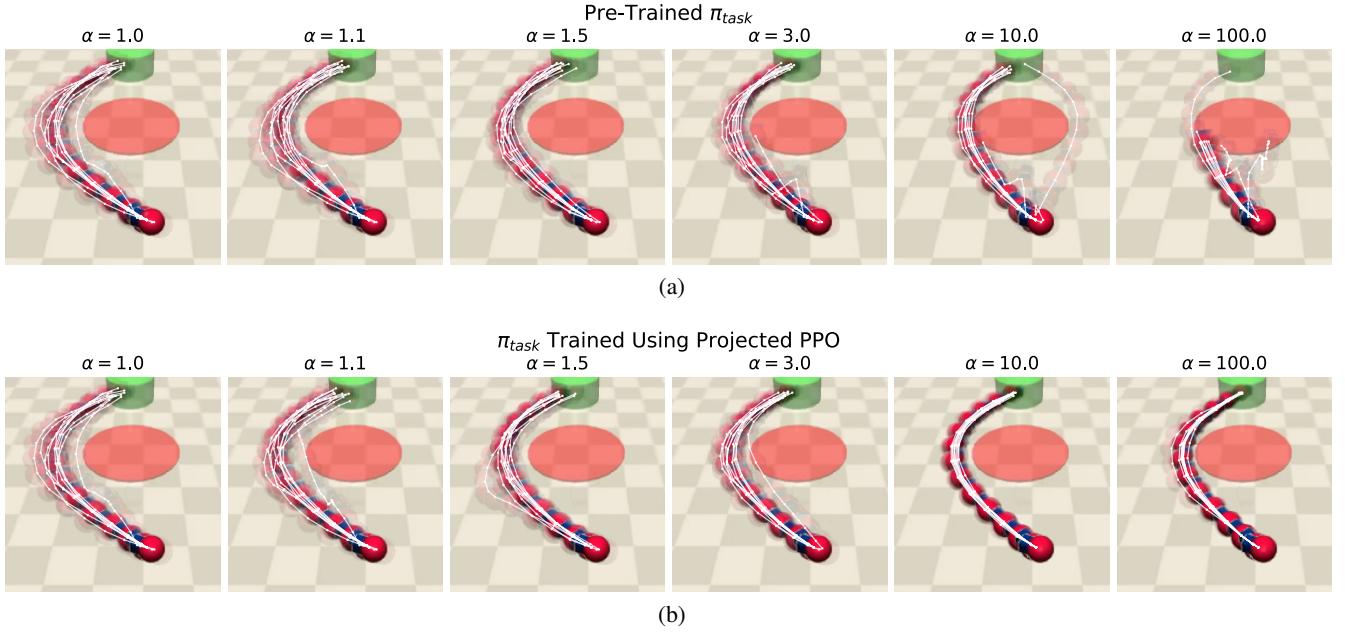 Pre-Trained π_task
α = 1.0 α = 1.1 α = 1.5 α = 3.0 α = 10.0 α = 100.0
(a)
π_task Trained Using Projected PPO
α = 1.0 α = 1.1 α = 1.5 α = 3.0 α = 10.0 α = 100.0
(b)